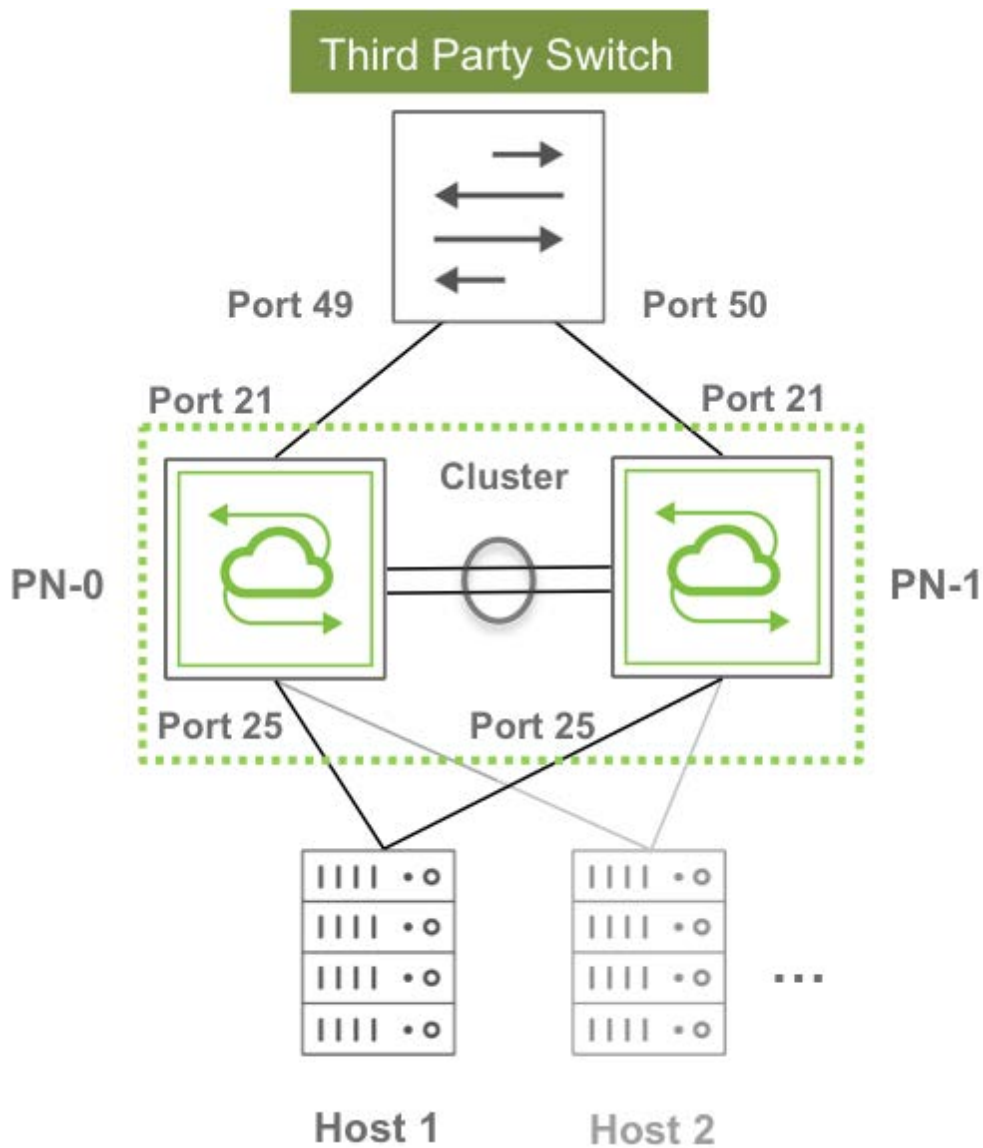 Third Party Switch
Port 49
Port 50
Port 21
Port 21
Cluster
PN-0
PN-1
Port 25
Port 25
...
Host 1
Host 2